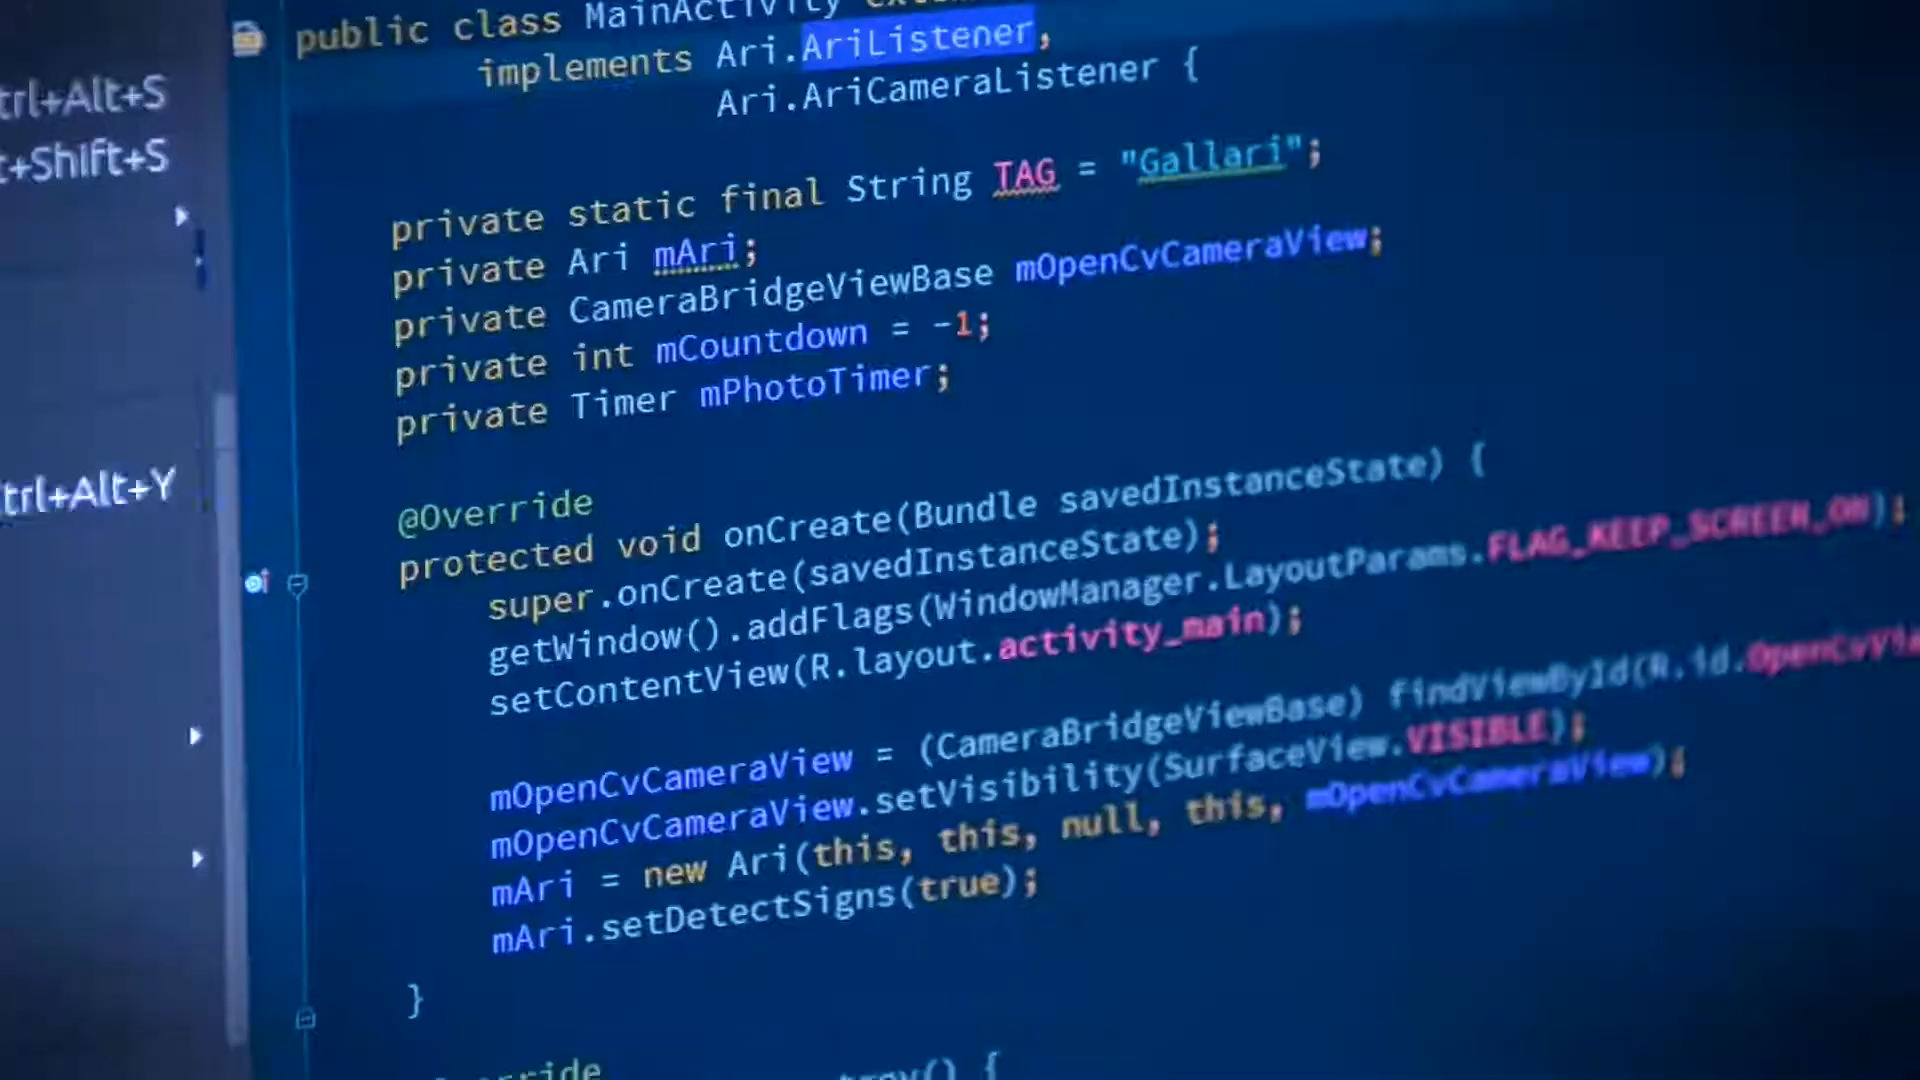 public class MainActivity
implements Ari.AriListener,
Ari.AriCameraListener {
private static final String TAG = "Gallari";
private Ari mAri;
private CameraBridgeViewBase mOpenCvCameraView;
private int mCountdown = -1;
private Timer mPhotoTimer;
@Override
protected void onCreate(Bundle savedInstanceState) {
super.onCreate(savedInstanceState);
getWindow().addFlags(WindowManager.LayoutParams.FLAG_KEEP_SCREEN_ON);
setContentView(R.layout.activity_main);
mOpenCvCameraView = (CameraBridgeViewBase) findViewById(R.id.OpenCvVi
mOpenCvCameraView.setVisibility(SurfaceView.VISIBLE);
mAri = new Ari(this, this, null, this, mOpenCvCameraView);
mAri.setDetectSigns(true);
}
trl+Alt+S
t+Shift+S
trl+Alt+Y